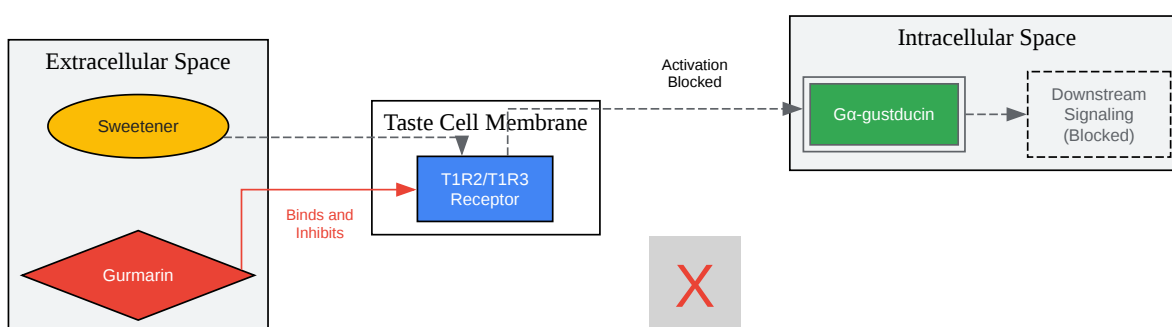 Extracellular Space
Sweetener
Gurmarin
Binds and
Inhibits
Taste Cell Membrane
T1R2/T1R3
Receptor
Activation
Blocked
X
Intracellular Space
Gα-gustducin
Downstream
Signaling
(Blocked)